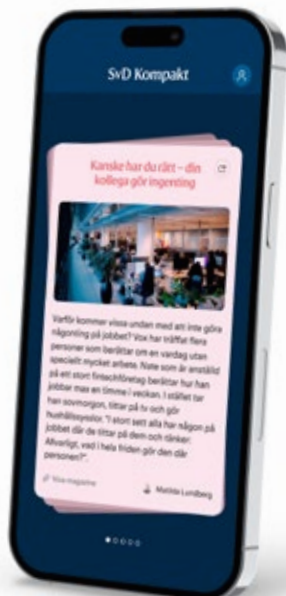 SvD Kompakt
Kanske har du rätt – din
kollega gör ingenting
Varför kommer vissa undan med att inte göra
någonting på jobbet? Vox har träffat flera
personer som berättar om en vardag utan
speciellt mycket arbete. Nate som är anställd
på ett stort fintechföretag berättar hur han
jobbar max en timme i veckan. I stället tar
han sovmorgon, tittar på tv och gör
hushållssysslor. "I stort sett alla har någon på
jobbet där de tittar på dem och tänker:
Allvarligt, vad i hela friden gör den där
personen?".
Visa magazine
Matilda Lundberg